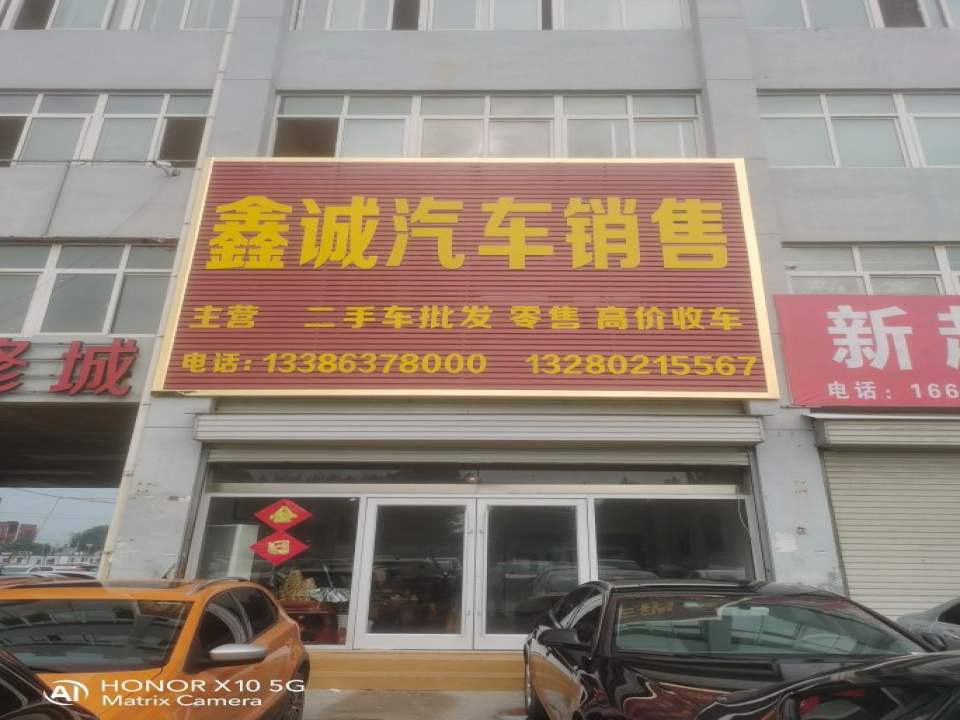 鑫诚汽车销售
主营 二手车批发 零售 高价收车
电话:13386378000 13280215567
修城
新
电话:166
HONOR X10 5G
Matrix Camera